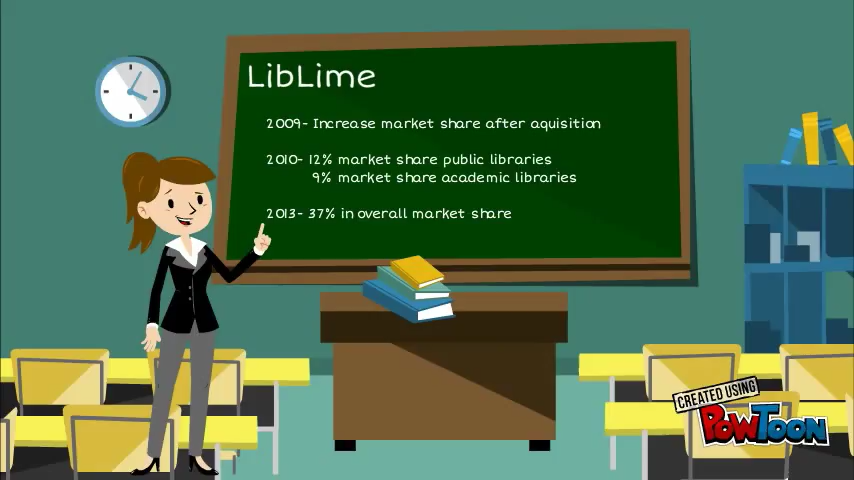 LibLime
2009- Increase market share after aquisition
2010- 12% market share public libraries
9% market share academic libraries
2013- 37% in overall market share
CREATED USING
POWTOON